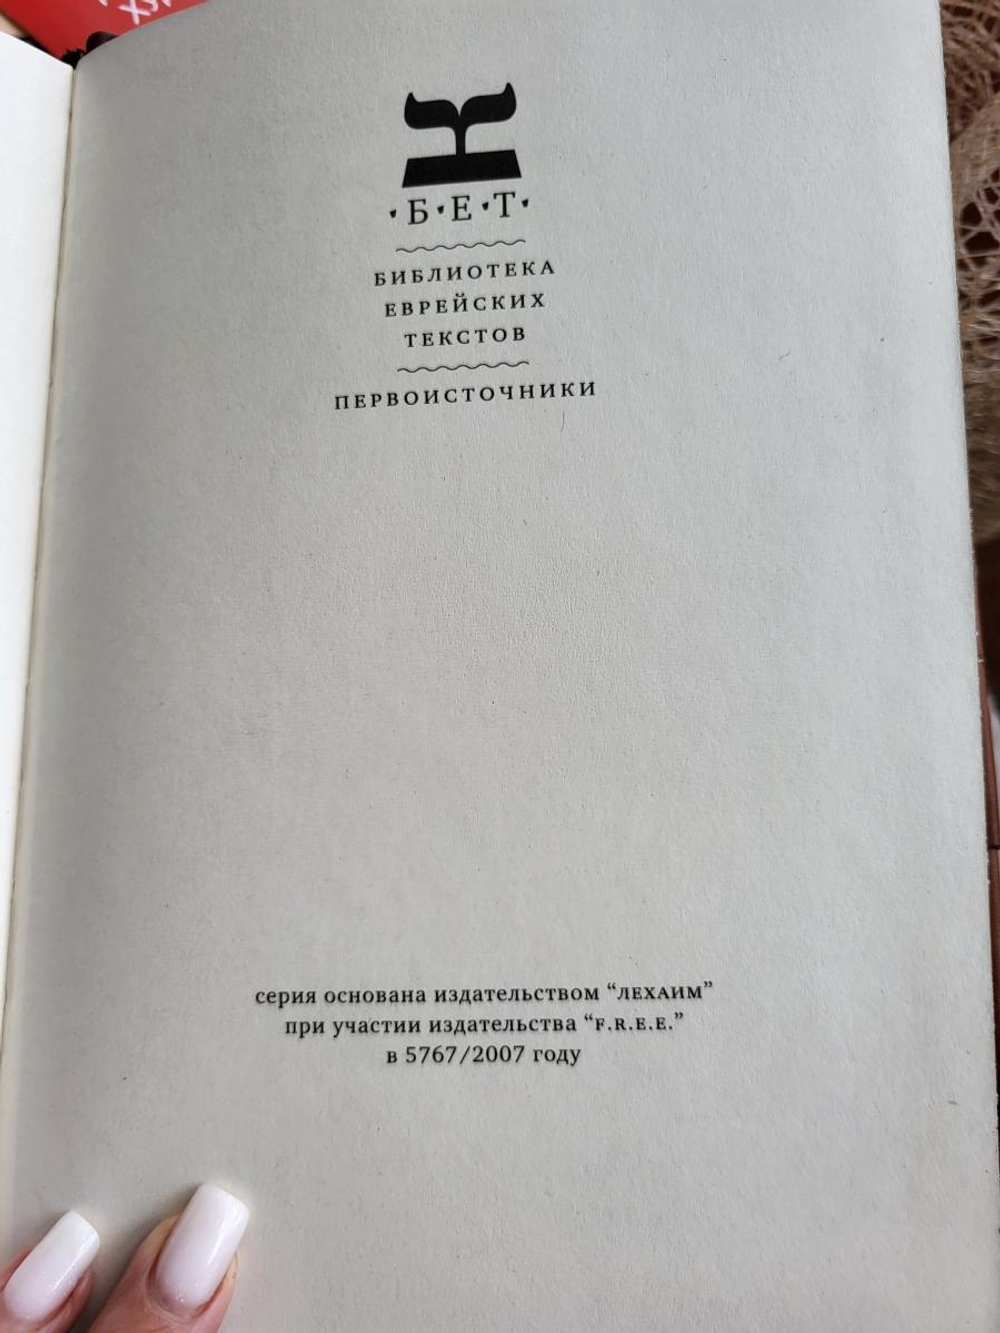 ·Б·Е·Т·
БИБЛИОТЕКА
ЕВРЕЙСКИХ
ТЕКСТОВ
ПЕРВОИСТОЧНИКИ
серия основана издательством “ЛЕХАИМ”
при участии издательства “F.R.E.E.”
в 5767/2007 году